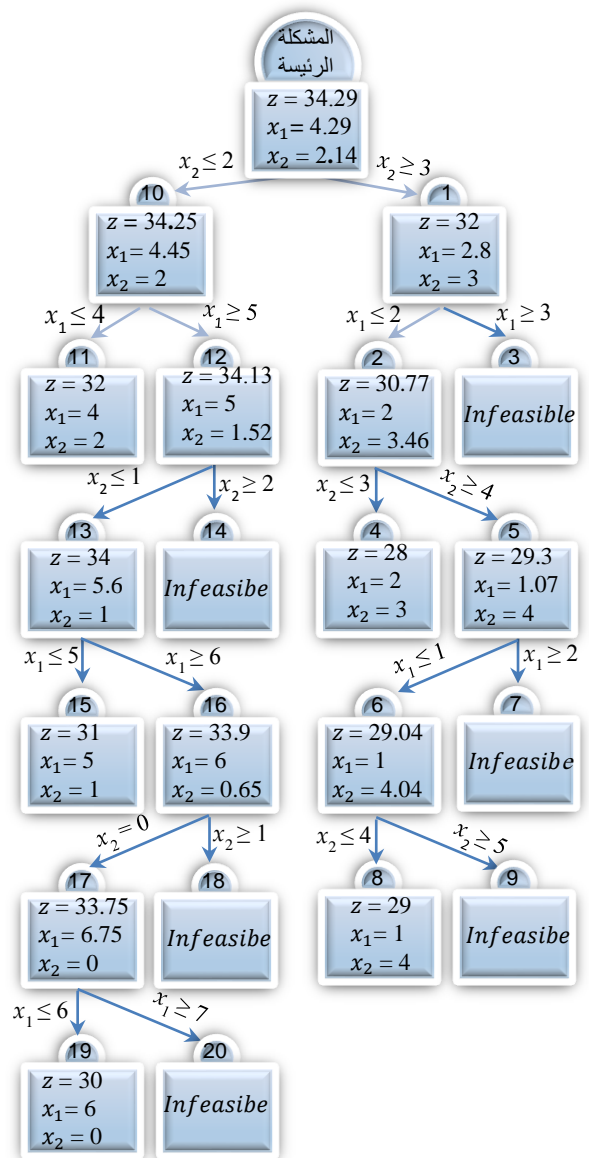 المشكلة
الرئيسة
z = 34.29
x₁= 4.29
x₂ = 2.14
x₂ ≤ 2
x₂ ≥ 3
10
z = 34.25
x₁= 4.45
x₂ = 2
1
z = 32
x₁= 2.8
x₂ = 3
x₁ ≤ 4
x₁ ≥ 5
x₁ ≤ 2
x₁ ≥ 3
11
z = 32
x₁= 4
x₂ = 2
12
z = 34.13
x₁= 5
x₂ = 1.52
2
z = 30.77
x₁= 2
x₂ = 3.46
3
Infeasible
x₂ ≤ 1
x₂ ≥ 2
x₂ ≤ 3
x₂ ≥ 4
13
z = 34
x₁= 5.6
x₂ = 1
14
Infeasibe
4
z = 28
x₁= 2
x₂ = 3
5
z = 29.3
x₁= 1.07
x₂ = 4
x₁ ≤ 5
x₁ ≥ 6
x₁ ≤ 1
x₁ ≥ 2
15
z = 31
x₁= 5
x₂ = 1
16
z = 33.9
x₁= 6
x₂ = 0.65
6
z = 29.04
x₁= 1
x₂ = 4.04
7
Infeasibe
x₂ = 0
x₂ ≥ 1
x₂ ≤ 4
x₂ ≥ 5
17
z = 33.75
x₁= 6.75
x₂ = 0
18
Infeasibe
8
z = 29
x₁= 1
x₂ = 4
9
Infeasibe
x₁ ≤ 6
x₁ ≥ 7
19
z = 30
x₁= 6
x₂ = 0
20
Infeasibe